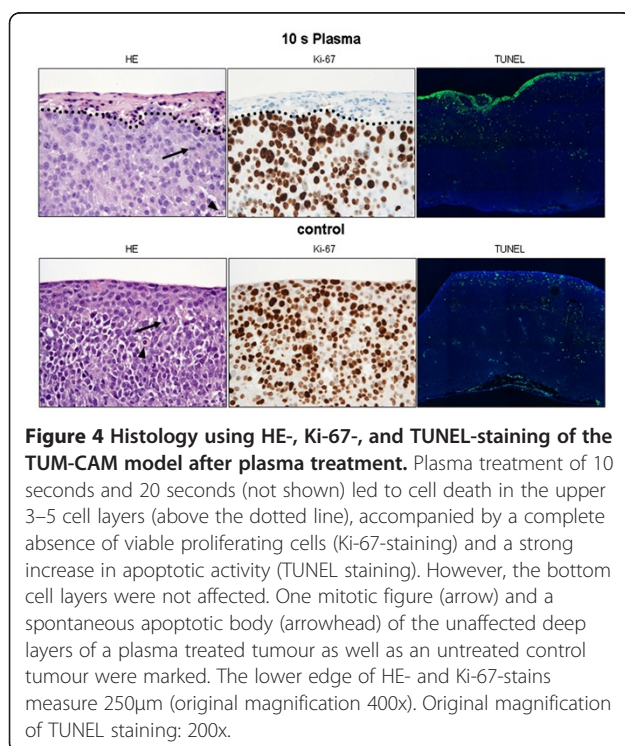 10 s Plasma
HE Ki-67 TUNEL
control
HE Ki-67 TUNEL
Figure 4 Histology using HE-, Ki-67-, and TUNEL-staining of the
TUM-CAM model after plasma treatment. Plasma treatment of 10
seconds and 20 seconds (not shown) led to cell death in the upper
3–5 cell layers (above the dotted line), accompanied by a complete
absence of viable proliferating cells (Ki-67-staining) and a strong
increase in apoptotic activity (TUNEL staining). However, the bottom
cell layers were not affected. One mitotic figure (arrow) and a
spontaneous apoptotic body (arrowhead) of the unaffected deep
layers of a plasma treated tumour as well as an untreated control
tumour were marked. The lower edge of HE- and Ki-67-stains
measure 250μm (original magnification 400x). Original magnification
of TUNEL staining: 200x.